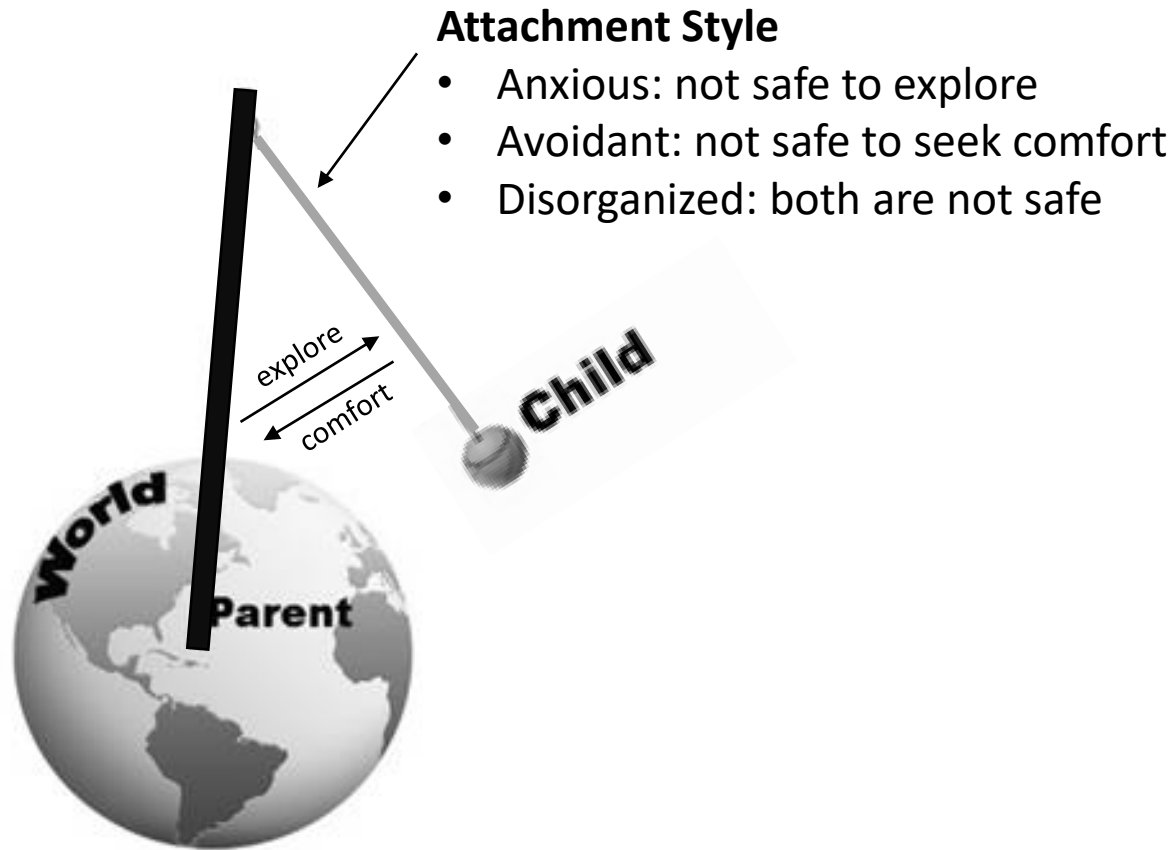 Attachment Style
• Anxious: not safe to explore
• Avoidant: not safe to seek comfort
• Disorganized: both are not safe
explore
comfort
Child
World
Parent